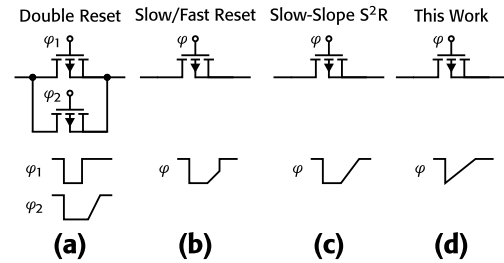 Double Reset Slow/Fast Reset Slow-Slope S²R This Work
φ1 φ φ φ
φ2
φ1 φ φ φ
φ2
(a) (b) (c) (d)